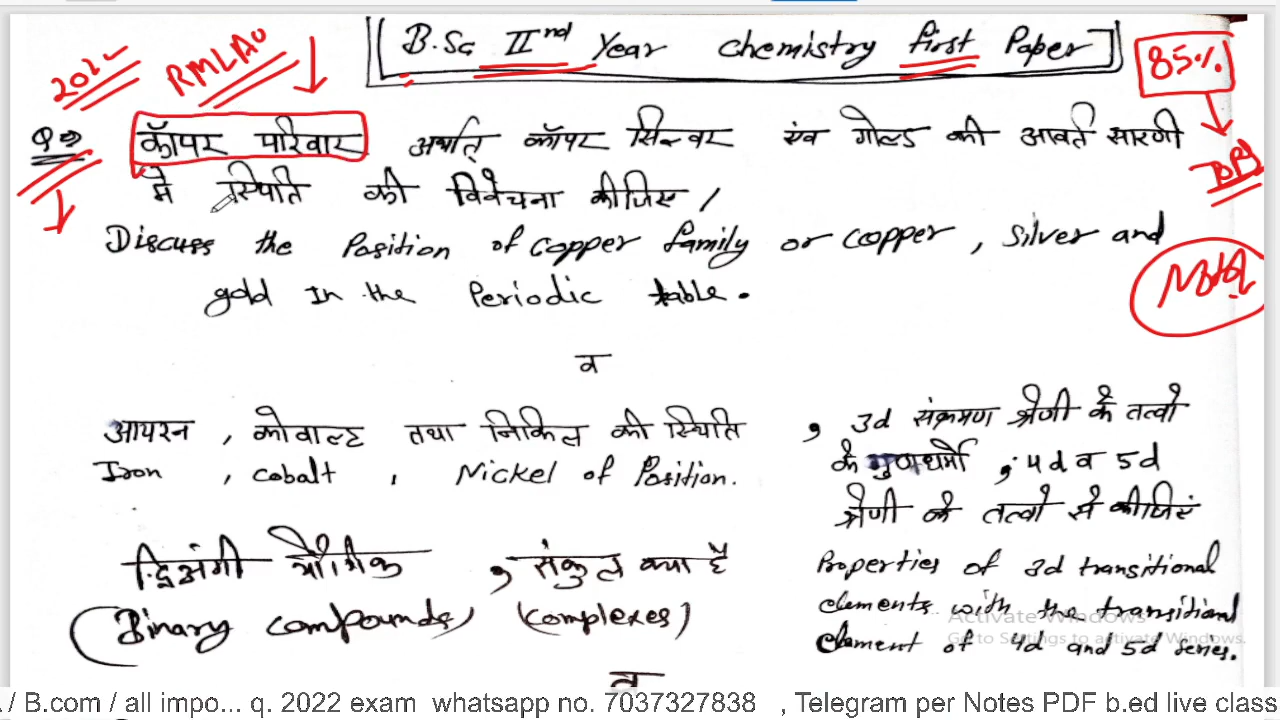 B.Sc IInd Year Chemistry first Paper
2022
RMLAU
85%
Q ⇒ कॉपर परिवार अर्थात् कॉपर सिल्वर एंव गोल्ड की आवर्त सारणी
मे स्थिति की विवेचना कीजिए /
Discuss the Position of Copper family or Copper, Silver and
gold In the Periodic table.
व
आयरन , कोवाल्ट तथा निकिल की स्थिति
Iron , cobalt , Nickel of Position.
, 3d संक्रमण श्रेणी के तत्वो
के गुणधर्मो , 4d व 5d
श्रेणी के तत्वो से कीजिएं
Properties of 3d transitional
elements with the transitional
element of 4d and 5d series.
द्विअंगी यौगिक , संकुल क्या है
(Binary compounds) (complexes)
व
Activate Windows
Go to Settings to activate Windows.
/ B.com / all impo... q. 2022 exam whatsapp no. 7037327838 , Telegram per Notes PDF b.ed live class